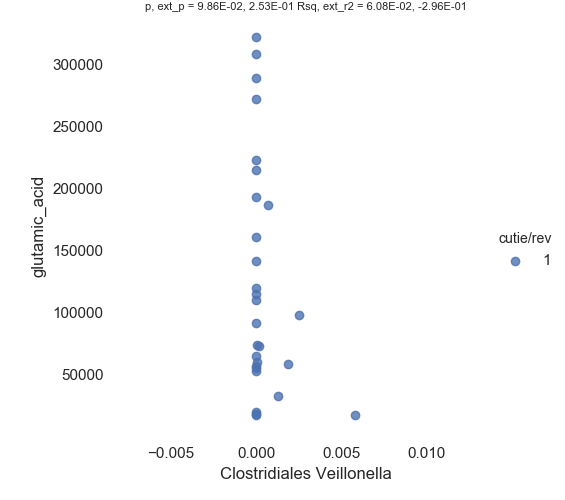 p, ext_p = 9.86E-02, 2.53E-01 Rsq, ext_r2 = 6.08E-02, -2.96E-01
300000
250000
200000
150000
100000
50000
glutamic_acid
cutie/rev
1
−0.005 0.000 0.005 0.010
Clostridiales Veillonella